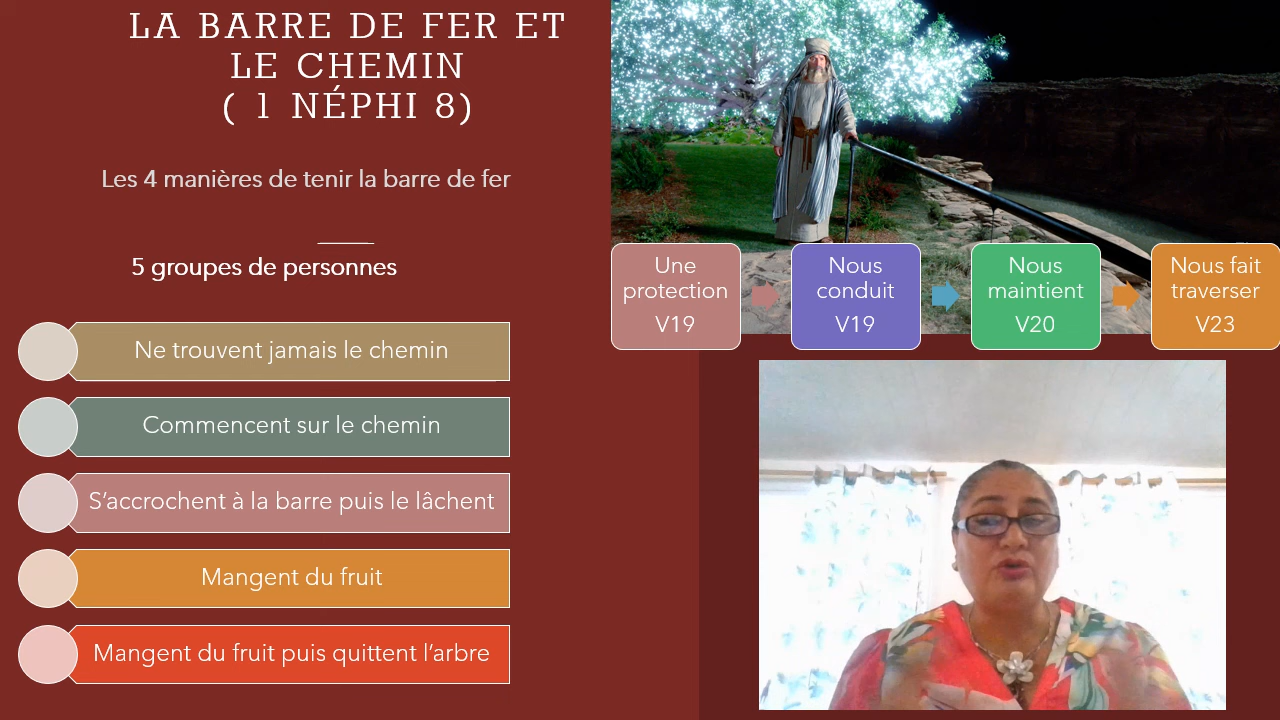 LA BARRE DE FER ET
LE CHEMIN
( 1 NÉPHI 8)
Les 4 manières de tenir la barre de fer
5 groupes de personnes
Ne trouvent jamais le chemin
Commencent sur le chemin
S’accrochent à la barre puis le lâchent
Mangent du fruit
Mangent du fruit puis quittent l’arbre
Une
protection
V19
Nous
conduit
V19
Nous
maintient
V20
Nous fait
traverser
V23